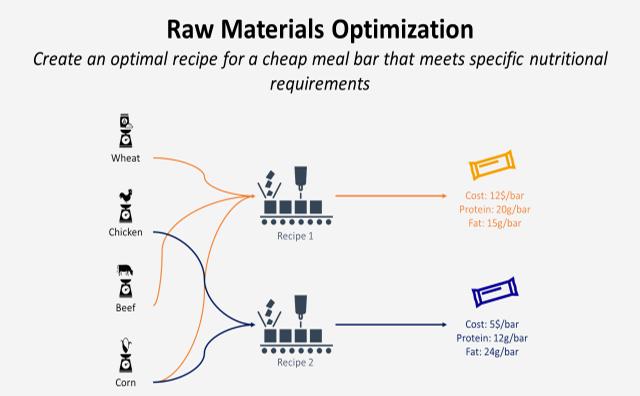 Raw Materials Optimization
Create an optimal recipe for a cheap meal bar that meets specific nutritional
requirements
Wheat
Chicken
Beef
Corn
Recipe 1
Cost: 12$/bar
Protein: 20g/bar
Fat: 15g/bar
Recipe 2
Cost: 5$/bar
Protein: 12g/bar
Fat: 24g/bar